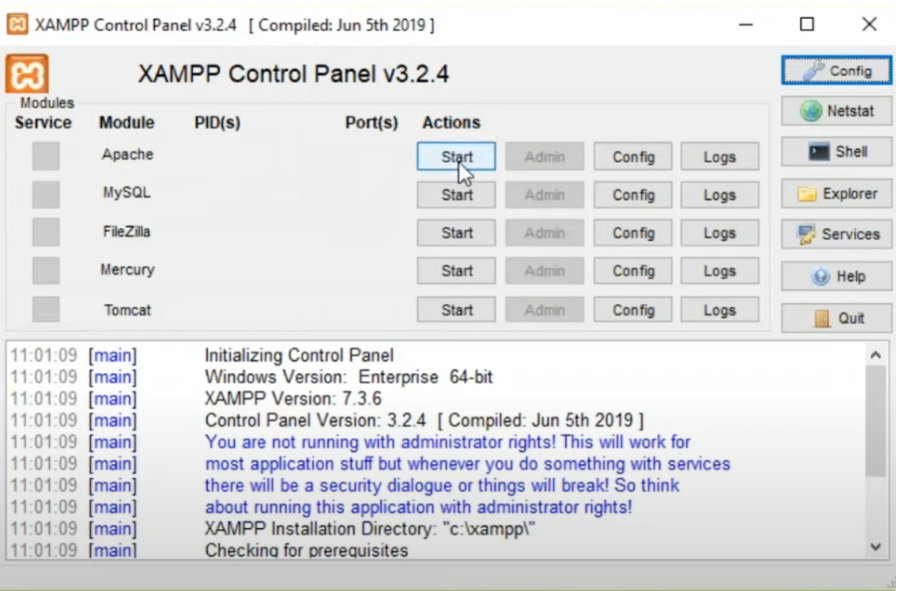 XAMPP Control Panel v3.2.4 [ Compiled: Jun 5th 2019 ]
XAMPP Control Panel v3.2.4
Config
Modules
Service Module PID(s) Port(s) Actions
Netstat
Apache Start Admin Config Logs
Shell
MySQL Start Admin Config Logs
Explorer
FileZilla Start Admin Config Logs
Services
Mercury Start Admin Config Logs
Help
Tomcat Start Admin Config Logs
Quit
11:01:09 [main] Initializing Control Panel
11:01:09 [main] Windows Version: Enterprise 64-bit
11:01:09 [main] XAMPP Version: 7.3.6
11:01:09 [main] Control Panel Version: 3.2.4 [ Compiled: Jun 5th 2019 ]
11:01:09 [main] You are not running with administrator rights! This will work for
11:01:09 [main] most application stuff but whenever you do something with services
11:01:09 [main] there will be a security dialogue or things will break! So think
11:01:09 [main] about running this application with administrator rights!
11:01:09 [main] XAMPP Installation Directory: "c:\xampp\"
11:01:09 [main] Checking for prerequisites